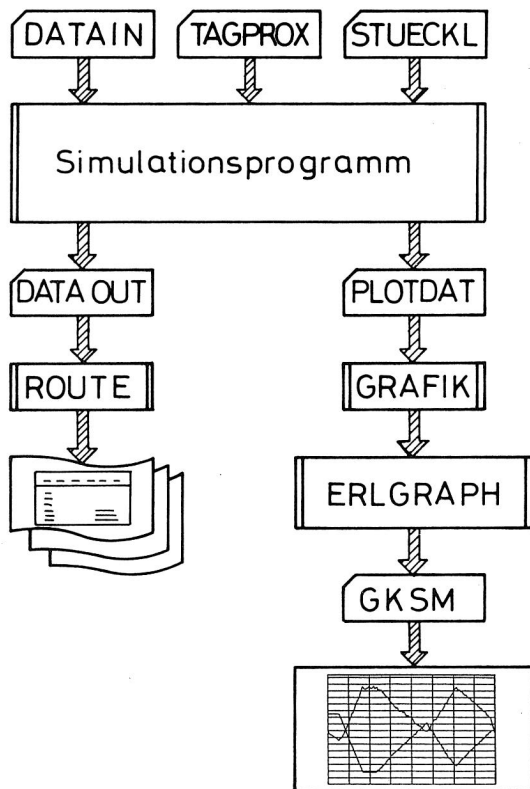 DATAIN
TAGPROX
STUECKL
Simulationsprogramm
DATA OUT
PLOTDAT
ROUTE
GRAFIK
ERLGRAPH
GKSM